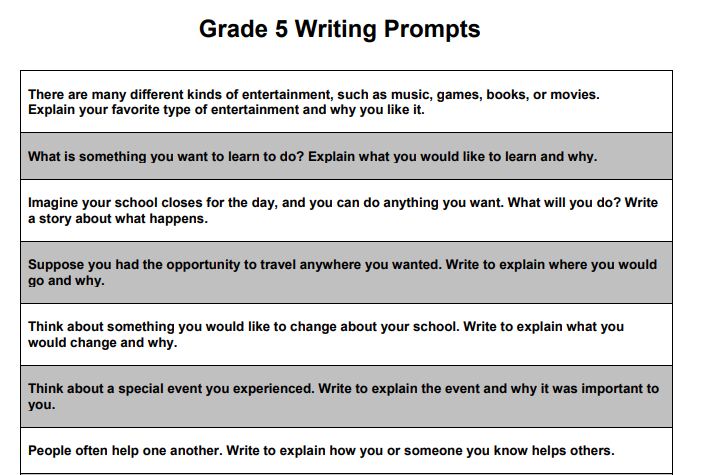 Grade 5 Writing Prompts
There are many different kinds of entertainment, such as music, games, books, or movies.
Explain your favorite type of entertainment and why you like it.
What is something you want to learn to do? Explain what you would like to learn and why.
Imagine your school closes for the day, and you can do anything you want. What will you do? Write
a story about what happens.
Suppose you had the opportunity to travel anywhere you wanted. Write to explain where you would
go and why.
Think about something you would like to change about your school. Write to explain what you
would change and why.
Think about a special event you experienced. Write to explain the event and why it was important to
you.
People often help one another. Write to explain how you or someone you know helps others.